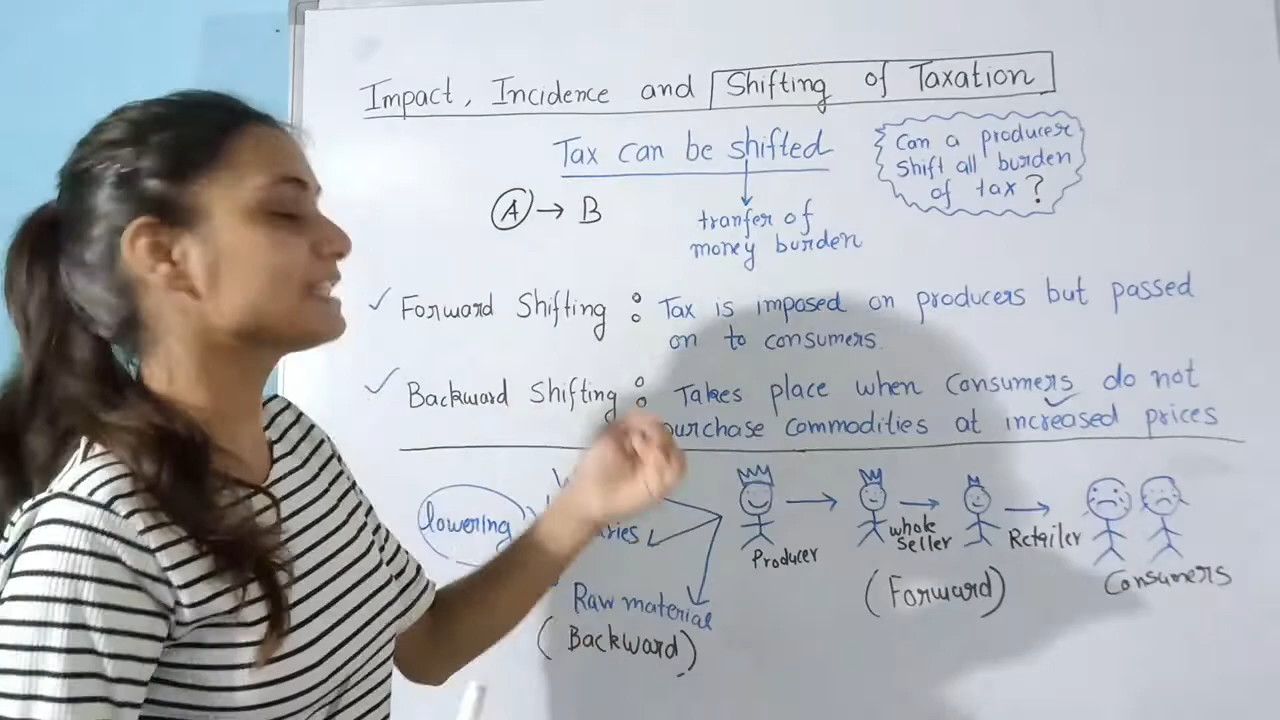 Impact, Incidence and Shifting of Taxation
Tax can be shifted
A → B
tranfer of
money burden
Can a producer
shift all burden
of tax ?
✓ Forward Shifting : Tax is imposed on producers but passed
on to consumers.
✓ Backward Shifting : Takes place when consumers do not
purchase commodities at increased prices
lowering
Raw material
(Backward)
Producer
whole
seller
Retailer
Consumers
(Forward)